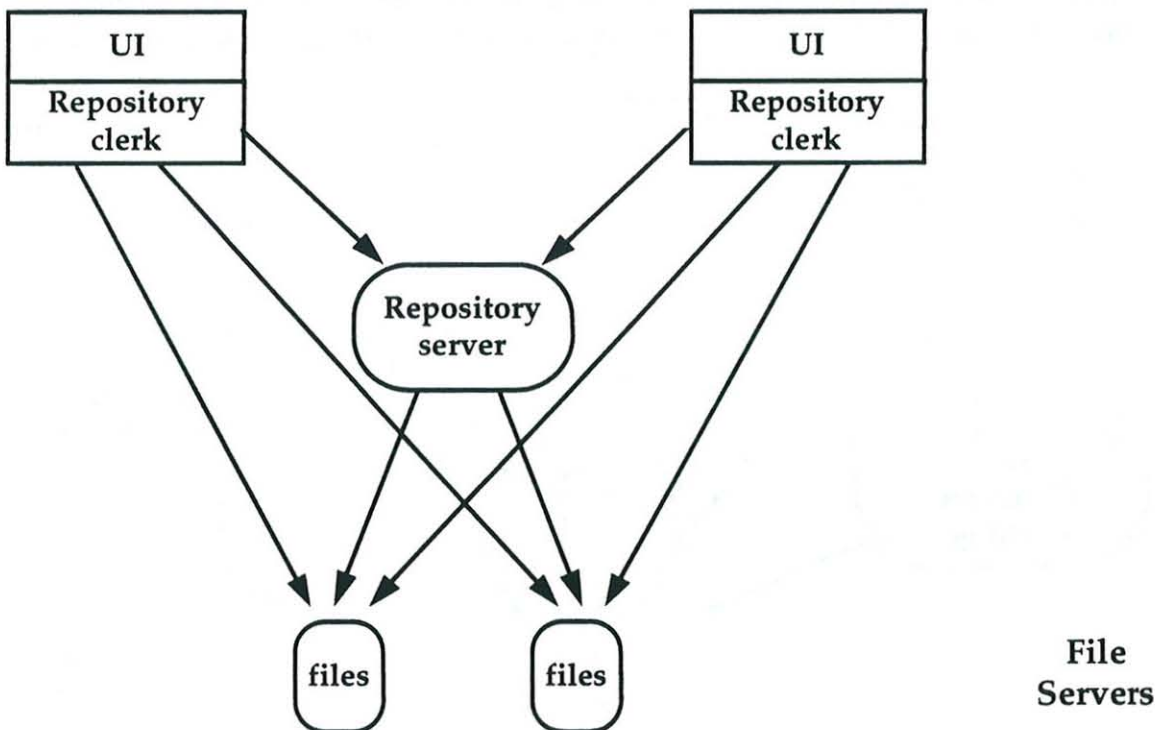 UI
Repository
clerk
UI
Repository
clerk
Repository
server
files
files
File
Servers